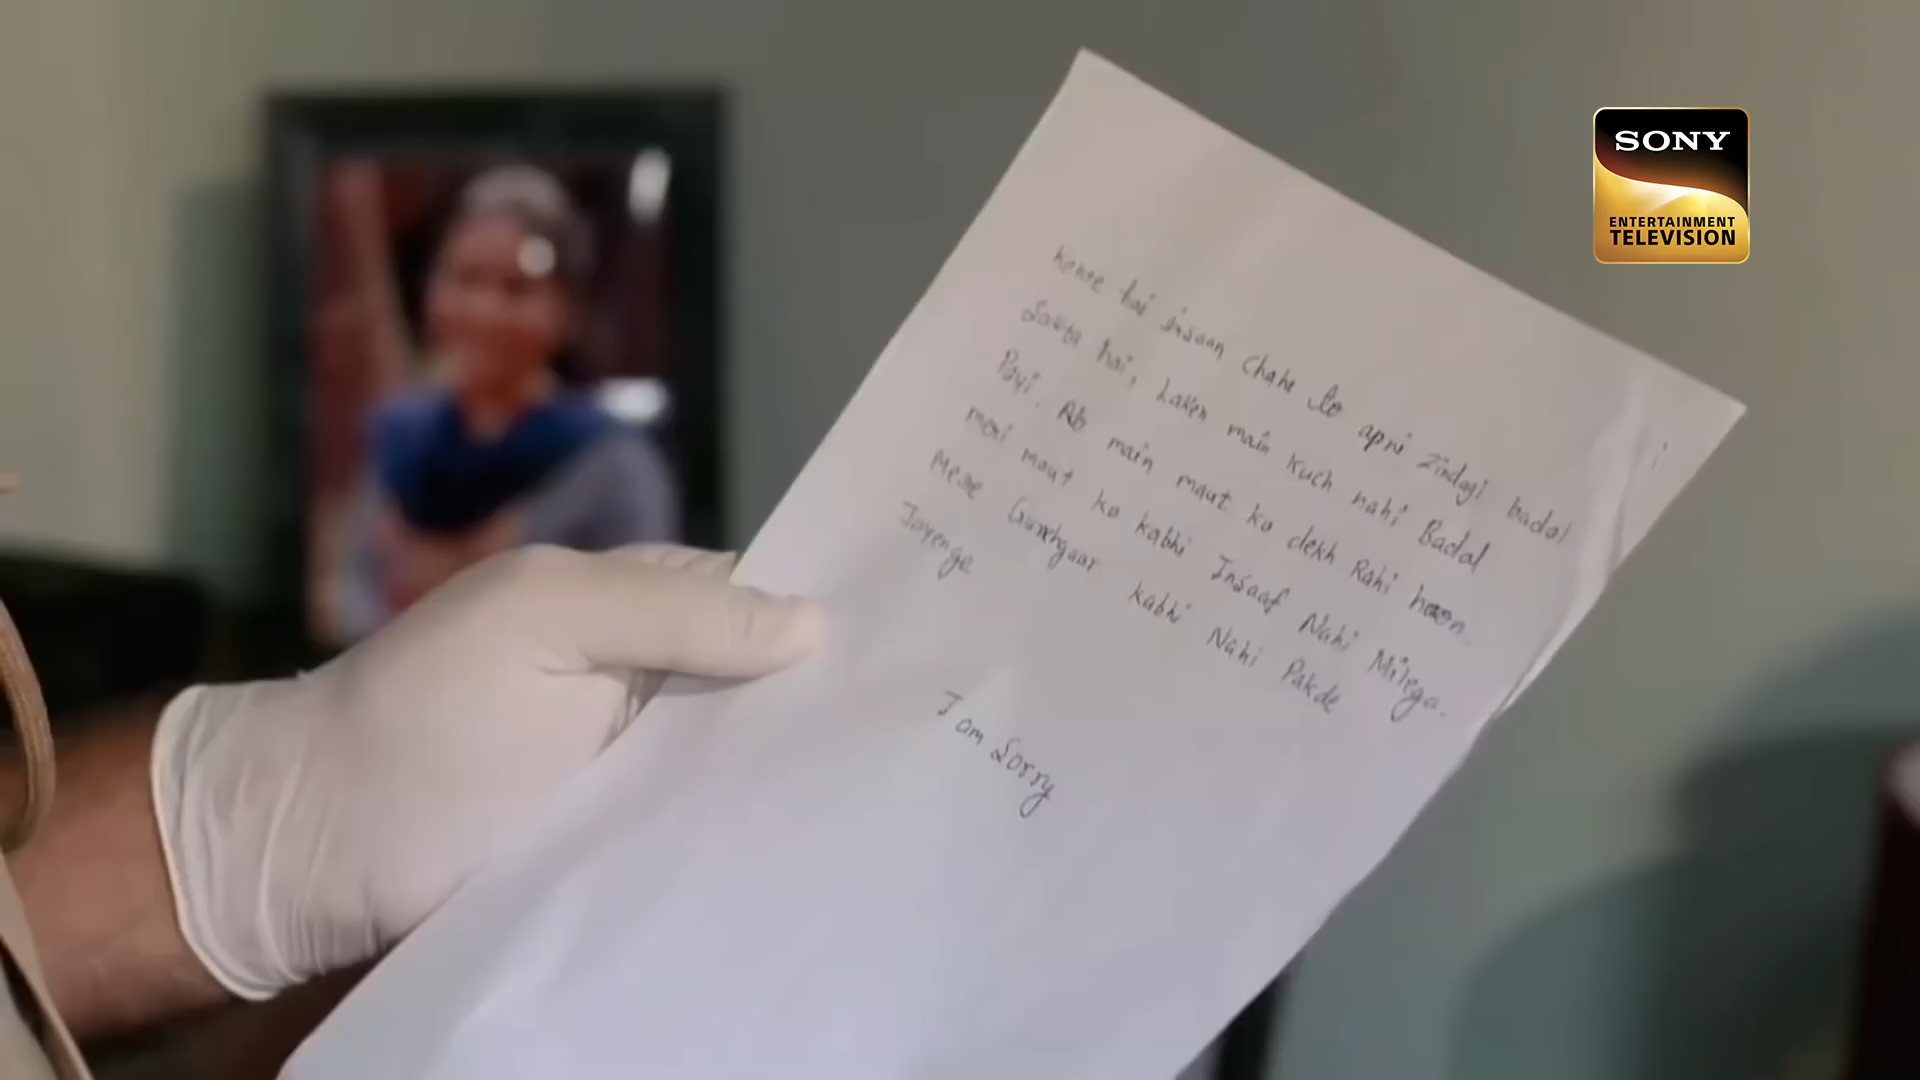 Kehte hai insaan Chahe to apni Zindagi badal
Sakta hai, Laken main kuch nahi Badal
Payi. Ab main maut ko dekh Rahi hoon.
meri maut ko kabhi Insaaf Nahi Milega.
Mere Gunehgaar kabhi Nahi Pakde
Jayenge
I am Sorry
SONY
ENTERTAINMENT
TELEVISION